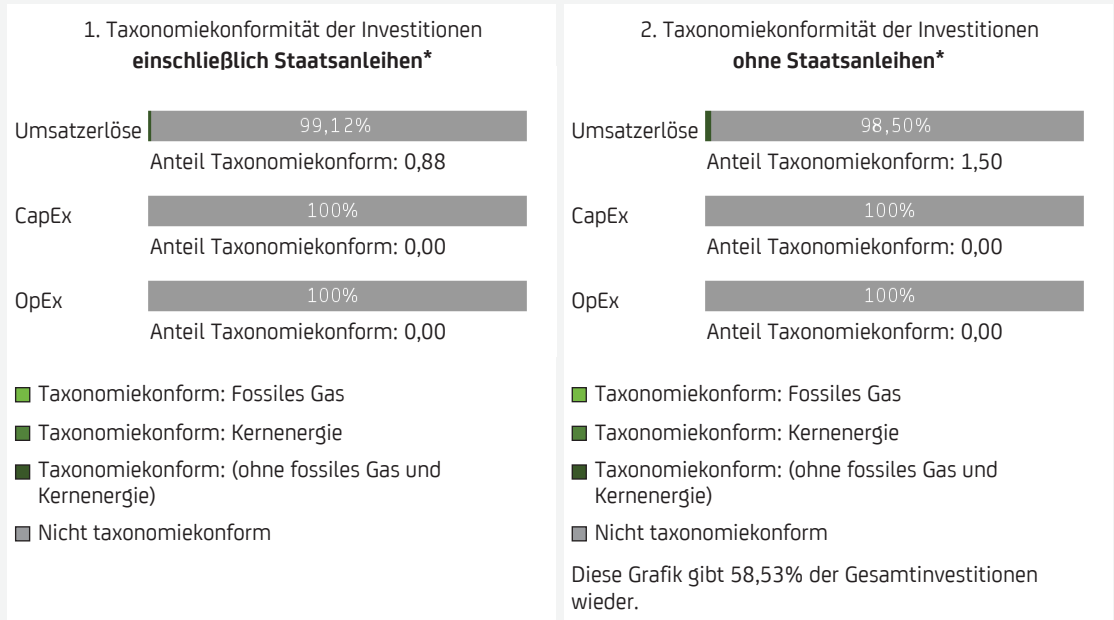 1. Taxonomiekonformität der Investitionen
einschließlich Staatsanleihen*
Umsatzerlöse
99,12%
Anteil Taxonomiekonform: 0,88
CapEx
100%
Anteil Taxonomiekonform: 0,00
OpEx
100%
Anteil Taxonomiekonform: 0,00
Taxonomiekonform: Fossiles Gas
Taxonomiekonform: Kernenergie
Taxonomiekonform: (ohne fossiles Gas und
Kernenergie)
Nicht taxonomiekonform
2. Taxonomiekonformität der Investitionen
ohne Staatsanleihen*
Umsatzerlöse
98,50%
Anteil Taxonomiekonform: 1,50
CapEx
100%
Anteil Taxonomiekonform: 0,00
OpEx
100%
Anteil Taxonomiekonform: 0,00
Taxonomiekonform: Fossiles Gas
Taxonomiekonform: Kernenergie
Taxonomiekonform: (ohne fossiles Gas und
Kernenergie)
Nicht taxonomiekonform
Diese Grafik gibt 58,53% der Gesamtinvestitionen
wieder.